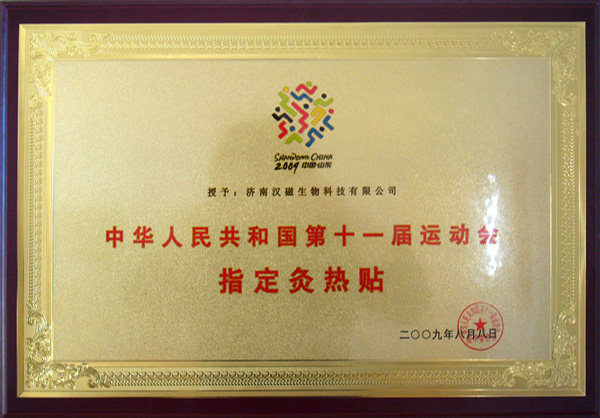 SHANDONG CHINA
2009 中国·山东
授予：济南汉磁生物科技有限公司
中华人民共和国第十一届运动会
指定灸热贴
二〇〇九年八月八日